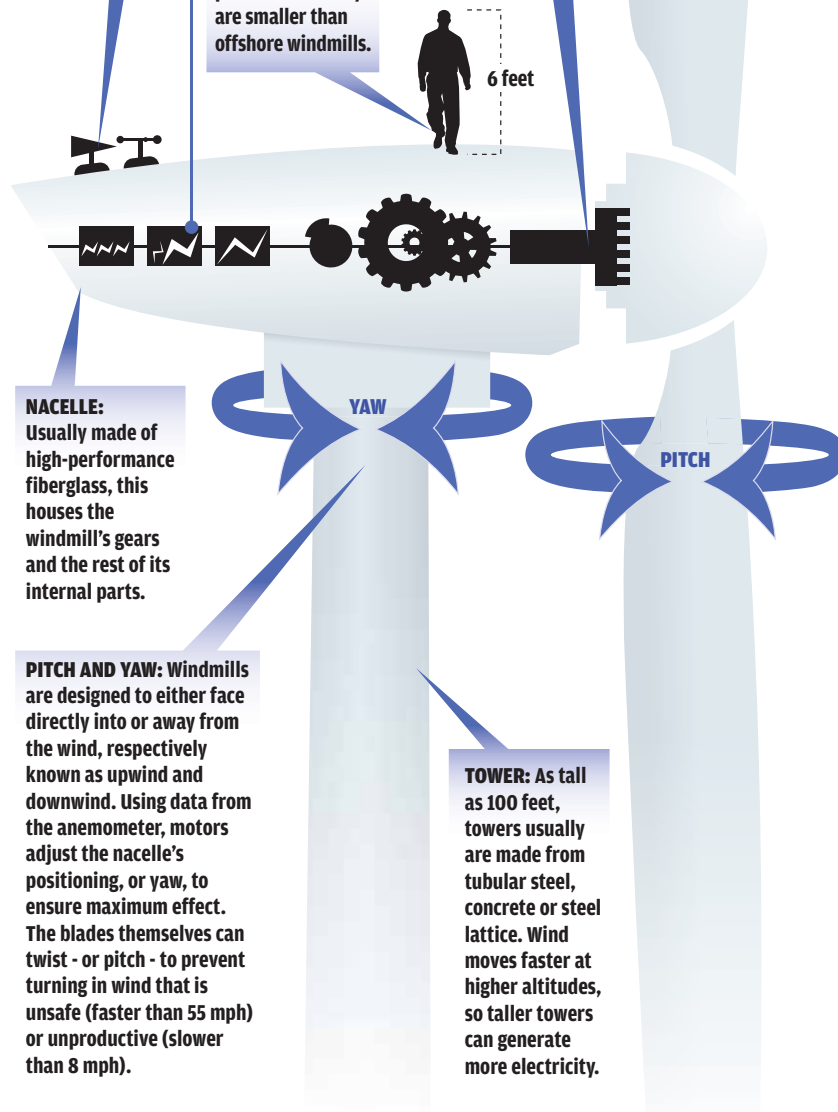 are smaller than
offshore windmills.
6 feet
YAW
PITCH
NACELLE:
Usually made of
high-performance
fiberglass, this
houses the
windmill's gears
and the rest of its
internal parts.
PITCH AND YAW: Windmills
are designed to either face
directly into or away from
the wind, respectively
known as upwind and
downwind. Using data from
the anemometer, motors
adjust the nacelle's
positioning, or yaw, to
ensure maximum effect.
The blades themselves can
twist - or pitch - to prevent
turning in wind that is
unsafe (faster than 55 mph)
or unproductive (slower
than 8 mph).
TOWER: As tall
as 100 feet,
towers usually
are made from
tubular steel,
concrete or steel
lattice. Wind
moves faster at
higher altitudes,
so taller towers
can generate
more electricity.